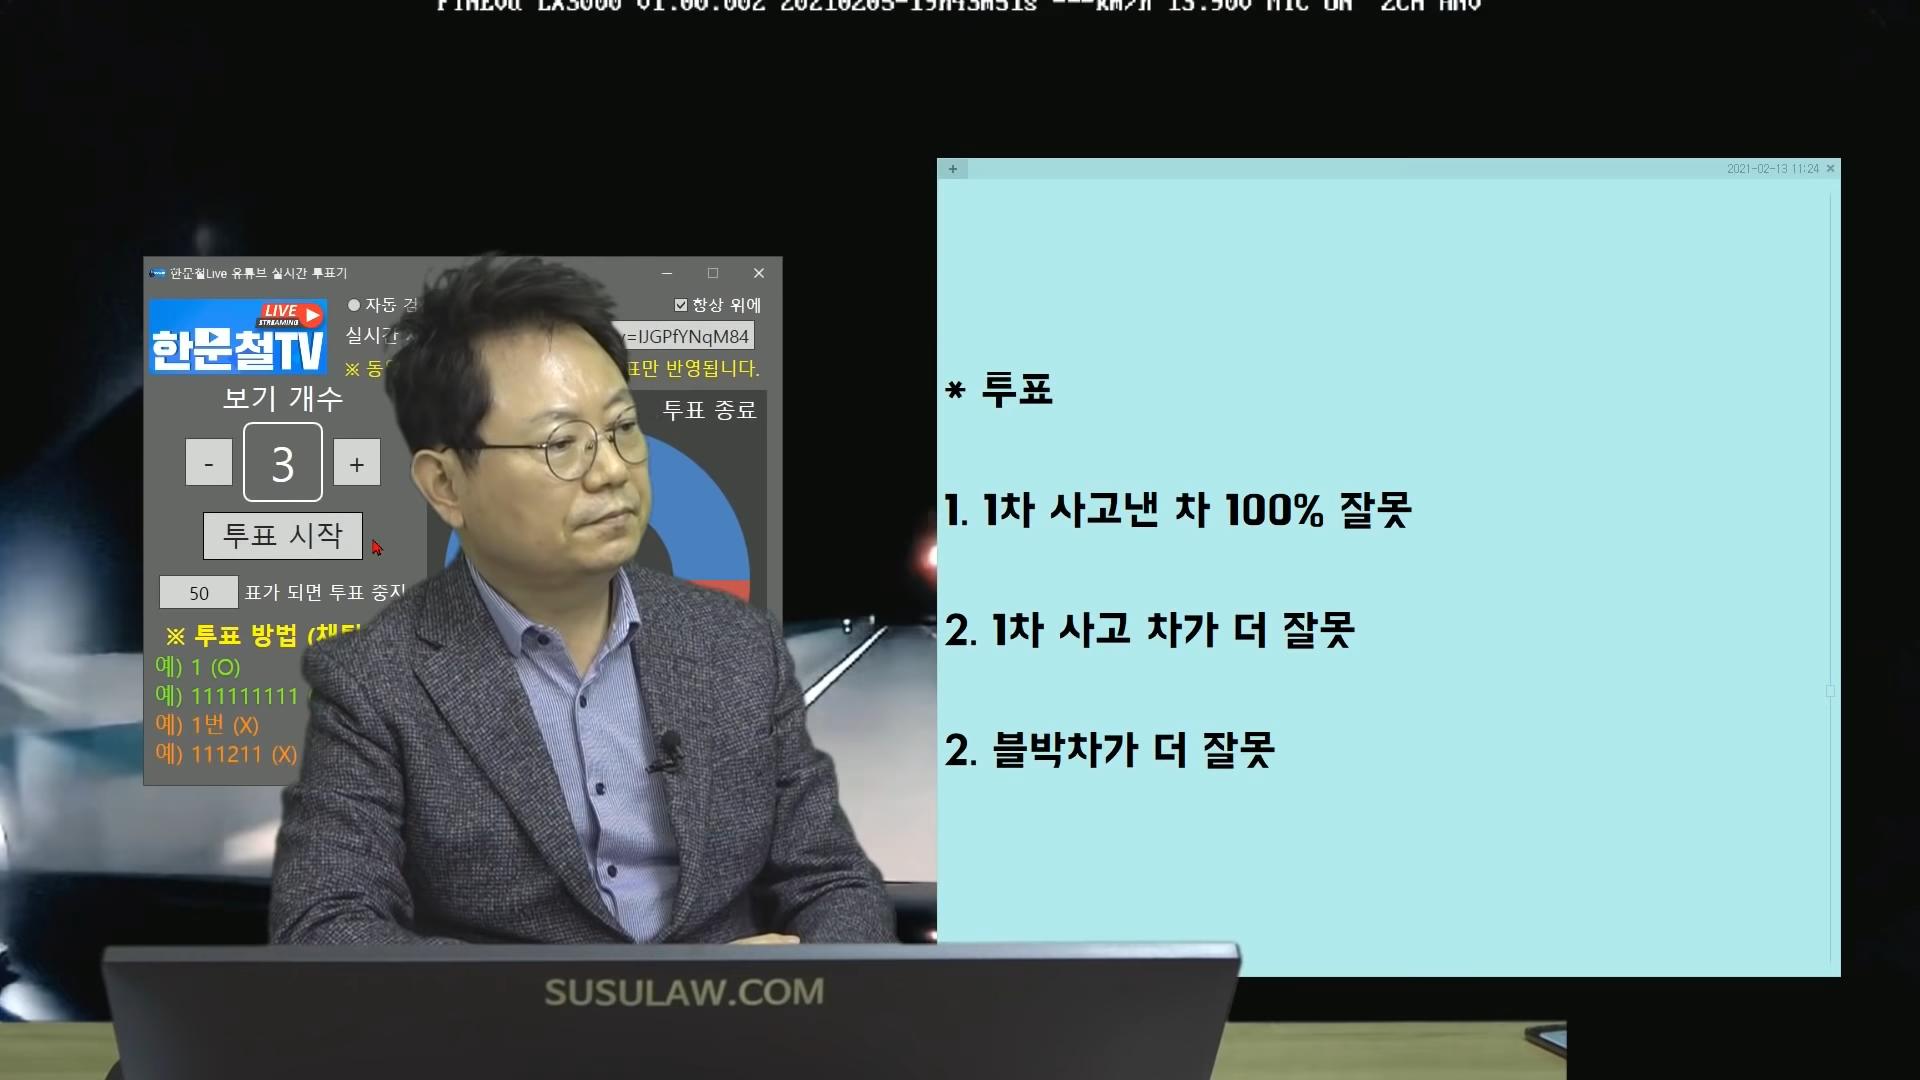 한문철Live 유튜브 실시간 투표기
LIVE
STREAMING
한문철TV
자동
항상 위에
실시간
v=IJGPfYNqM84
※
표만 반영됩니다.
보기 개수
투표 종료
- 3 +
투표 시작
50 표가 되면 투표 중지
※ 투표 방법
예) 1 (O)
예) 111111111
예) 1번 (X)
예) 111211 (X)
+ 2021-02-13 11:24 ×
* 투표
1. 1차 사고낸 차 100% 잘못
2. 1차 사고 차가 더 잘못
2. 블박차가 더 잘못
SUSULAW.COM